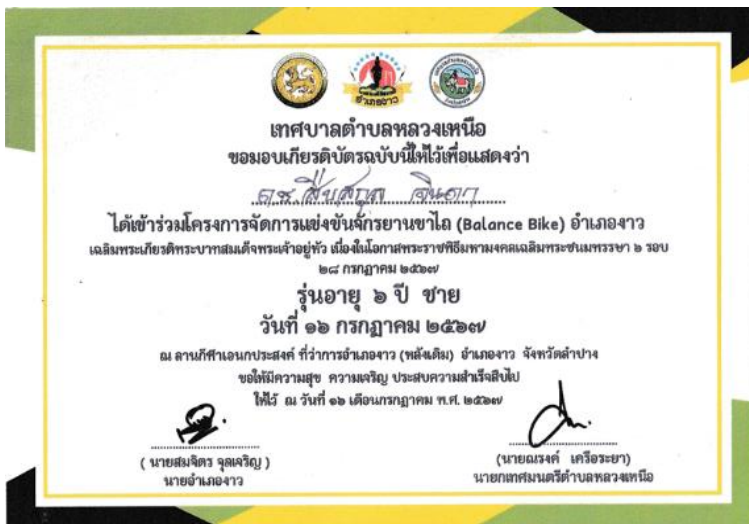 อำเภองาว
เทศบาลตำบลหลวงเหนือ
ขอมอบเกียรติบัตรฉบับนี้ให้ไว้เพื่อแสดงว่า
ด.ช. สืบสกุล จินดา
ได้เข้าร่วมโครงการจัดการแข่งขันจักรยานขาไถ (Balance Bike) อำเภองาว
เฉลิมพระเกียรติพระบาทสมเด็จพระเจ้าอยู่หัว เนื่องในโอกาสพระราชพิธีมหามงคลเฉลิมพระชนมพรรษา ๖ รอบ
๒๘ กรกฎาคม ๒๕๖๗
รุ่นอายุ ๖ ปี ชาย
วันที่ ๑๖ กรกฎาคม ๒๕๖๗
ณ ลานกีฬาเอนกประสงค์ ที่ว่าการอำเภองาว (หลังเดิม) อำเภองาว จังหวัดลำปาง
ขอให้มีความสุข ความเจริญ ประสบความสำเร็จสืบไป
ให้ไว้ ณ วันที่ ๑๖ เดือนกรกฎาคม พ.ศ. ๒๕๖๗
( นายสมจิตร จุลเจริญ )
นายอำเภองาว
(นายณรงค์ เครือระยา)
นายกเทศมนตรีตำบลหลวงเหนือ